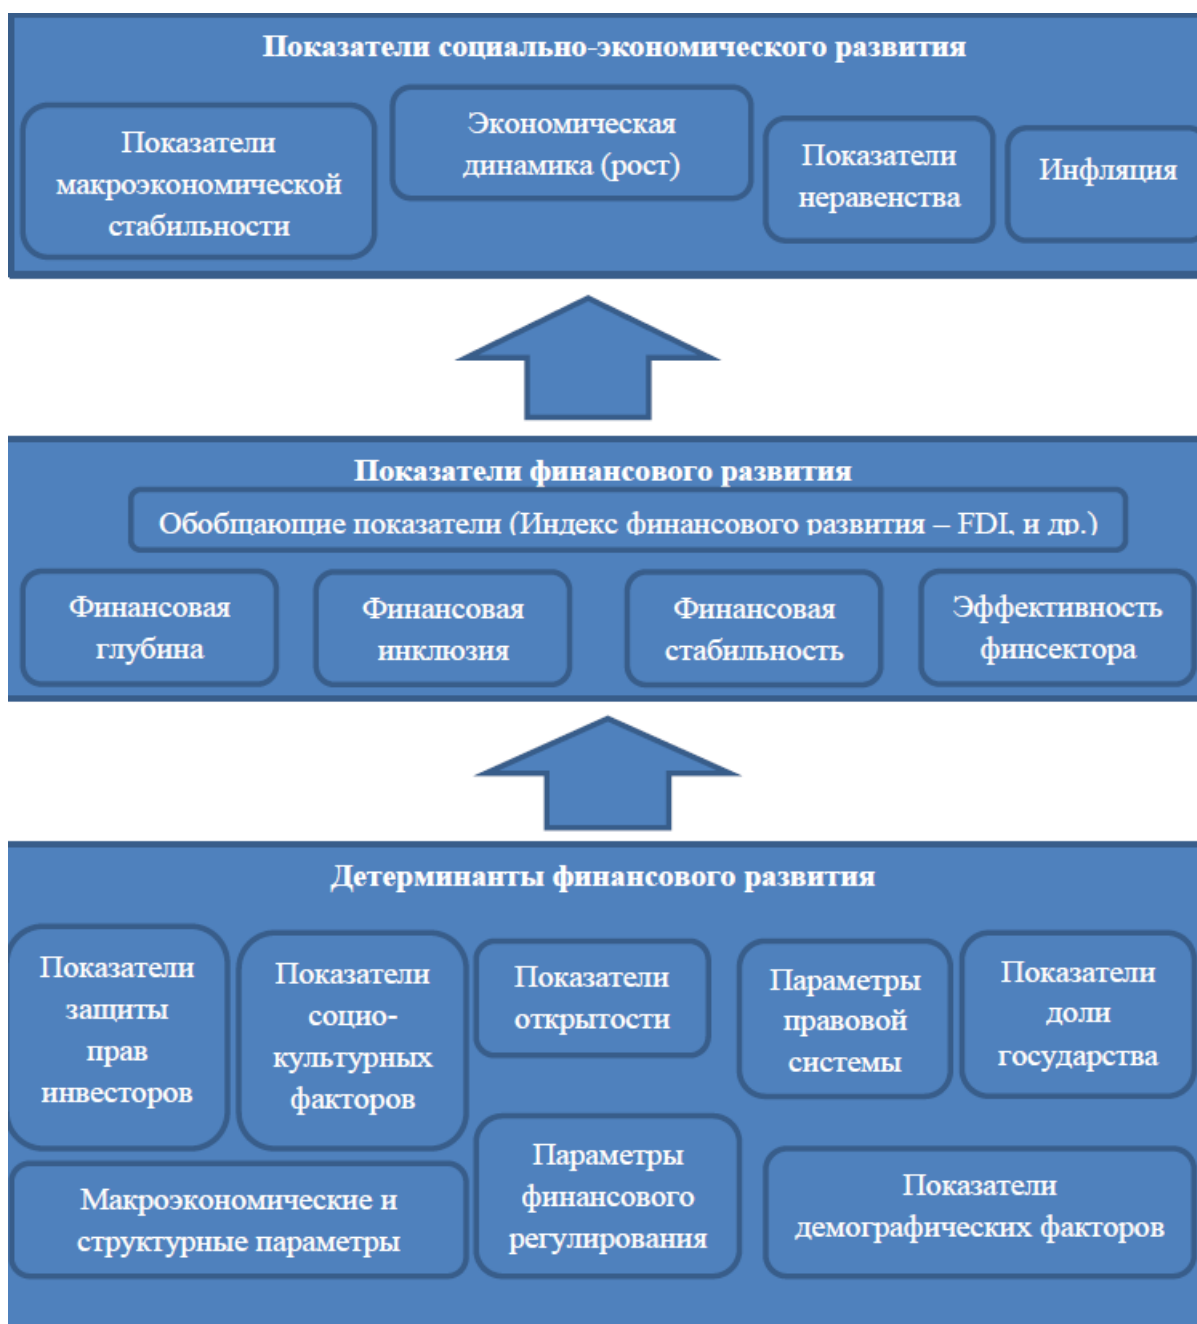 Показатели социально-экономического развития
Показатели
макроэкономической
стабильности
Экономическая
динамика (рост)
Показатели
неравенства
Инфляция
Показатели финансового развития
Обобщающие показатели (Индекс финансового развития – FDI, и др.)
Финансовая
глубина
Финансовая
инклюзия
Финансовая
стабильность
Эффективность
финсектора
Детерминанты финансового развития
Показатели
защиты
прав
инвесторов
Показатели
социо-
культурных
факторов
Показатели
открытости
Параметры
правовой
системы
Показатели
доли
государства
Макроэкономические и
структурные параметры
Параметры
финансового
регулирования
Показатели
демографических факторов